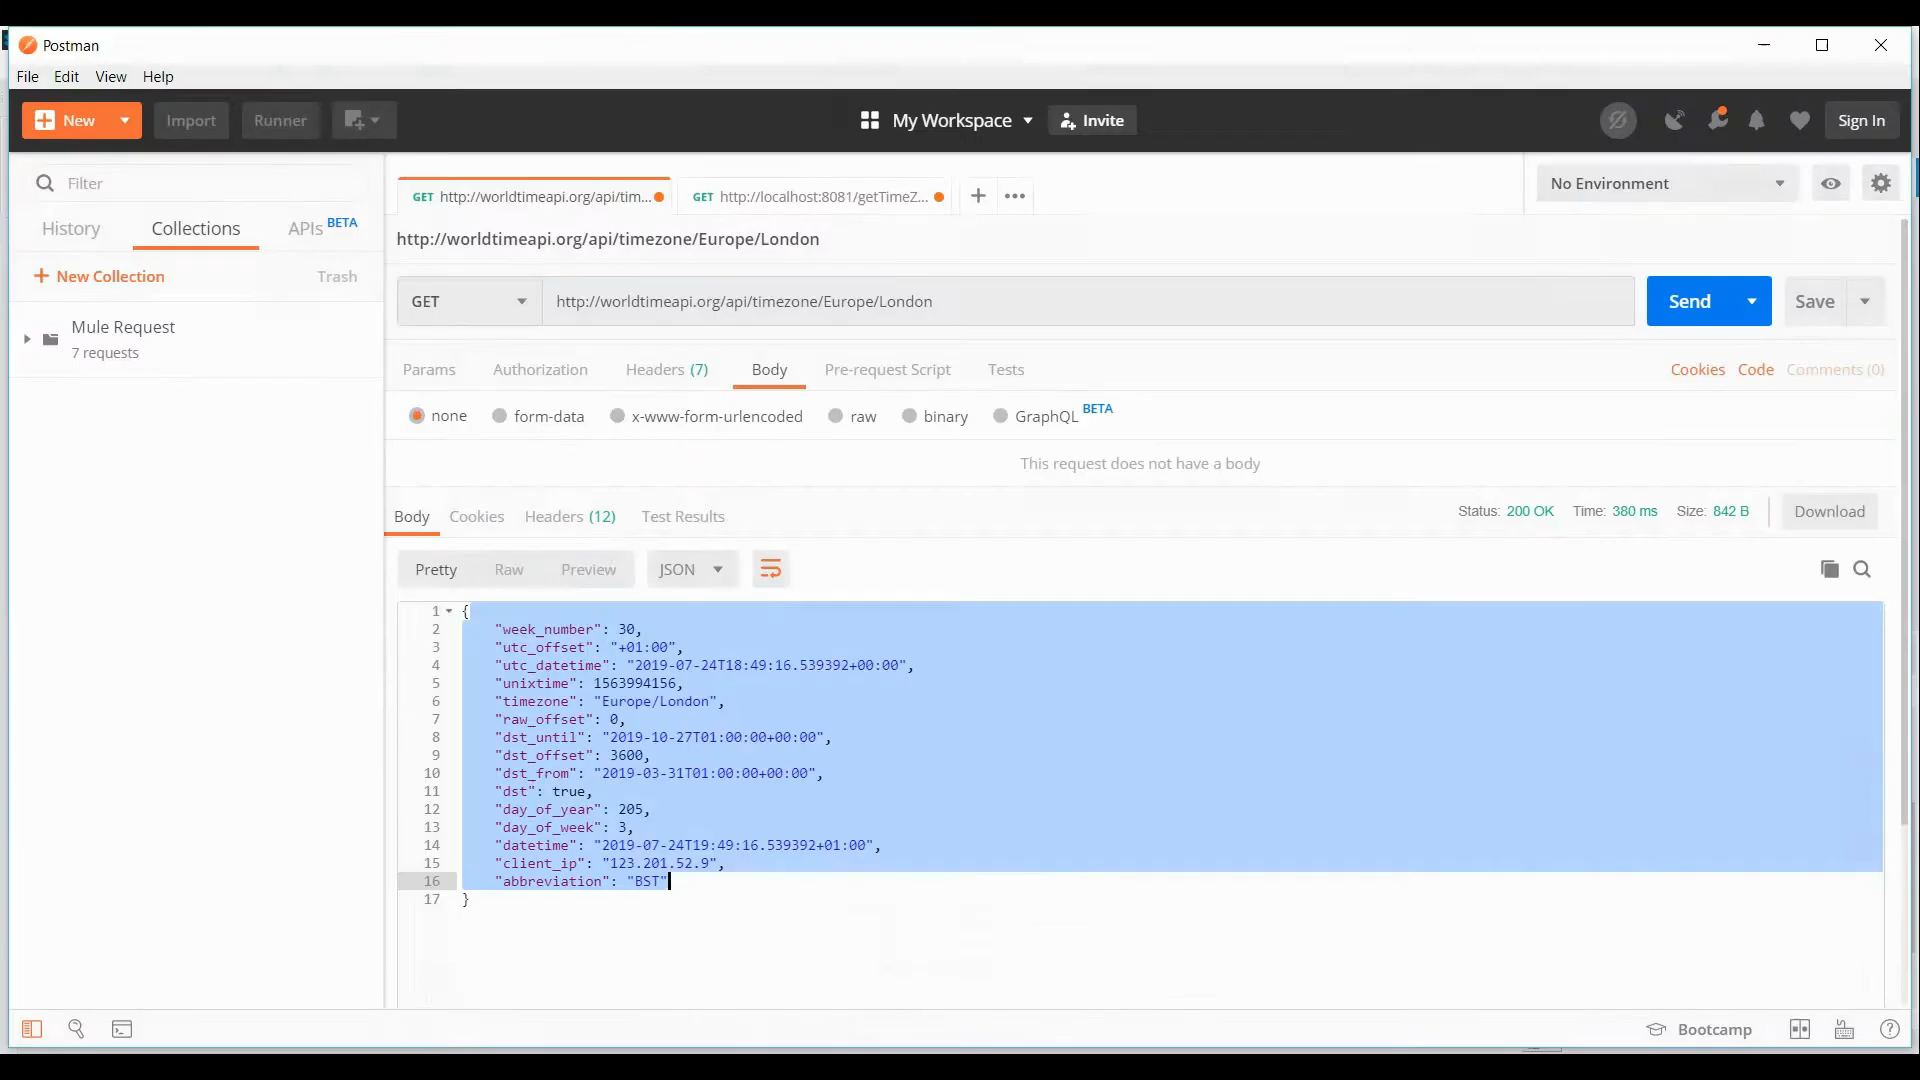 Postman
File Edit View Help
New Import Runner My Workspace Invite Sign In
Filter
History Collections APIs BETA
+ New Collection Trash
Mule Request
7 requests
GET http://worldtimeapi.org/api/tim... GET http://localhost:8081/getTimeZ... + ••• No Environment
http://worldtimeapi.org/api/timezone/Europe/London
GET http://worldtimeapi.org/api/timezone/Europe/London Send Save
Params Authorization Headers (7) Body Pre-request Script Tests Cookies Code Comments (0)
none form-data x-www-form-urlencoded raw binary GraphQL BETA
This request does not have a body
Body Cookies Headers (12) Test Results Status: 200 OK Time: 380 ms Size: 842 B Download
Pretty Raw Preview JSON
1 {
2 "week_number": 30,
3 "utc_offset": "+01:00",
4 "utc_datetime": "2019-07-24T18:49:16.539392+00:00",
5 "unixtime": 1563994156,
6 "timezone": "Europe/London",
7 "raw_offset": 0,
8 "dst_until": "2019-10-27T01:00:00+00:00",
9 "dst_offset": 3600,
10 "dst_from": "2019-03-31T01:00:00+00:00",
11 "dst": true,
12 "day_of_year": 205,
13 "day_of_week": 3,
14 "datetime": "2019-07-24T19:49:16.539392+01:00",
15 "client_ip": "123.201.52.9",
16 "abbreviation": "BST"
17 }
Bootcamp